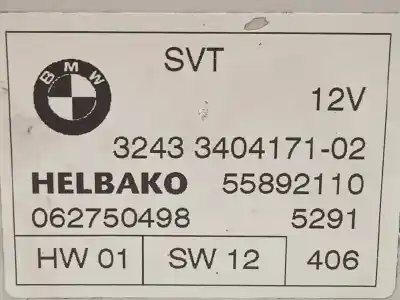 SVT
BMW
12V
3243 3404171-02
HELBAKO 55892110
062750498 5291
HW 01 SW 12 406